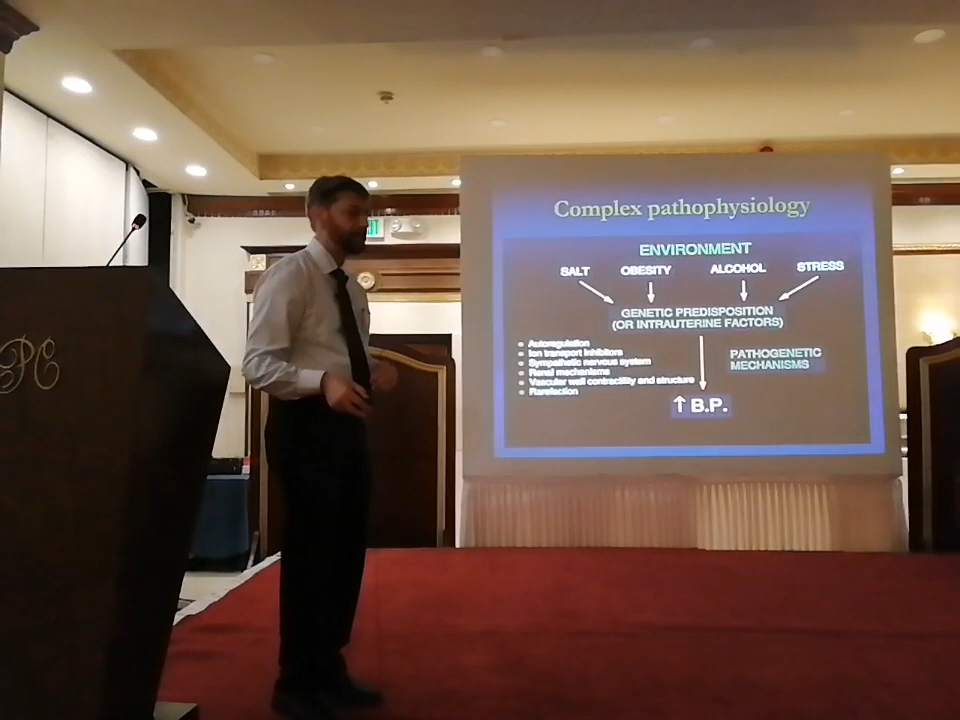 Complex pathophysiology
ENVIRONMENT
SALT OBESITY ALCOHOL STRESS
GENETIC PREDISPOSITION
(OR INTRAUTERINE FACTORS)
Autoregulation
Ion transport inhibitors
Sympathetic nervous system
Renal mechanisms
Vascular wall contractility and structure
Rarefaction
PATHOGENETIC
MECHANISMS
↑ B.P.